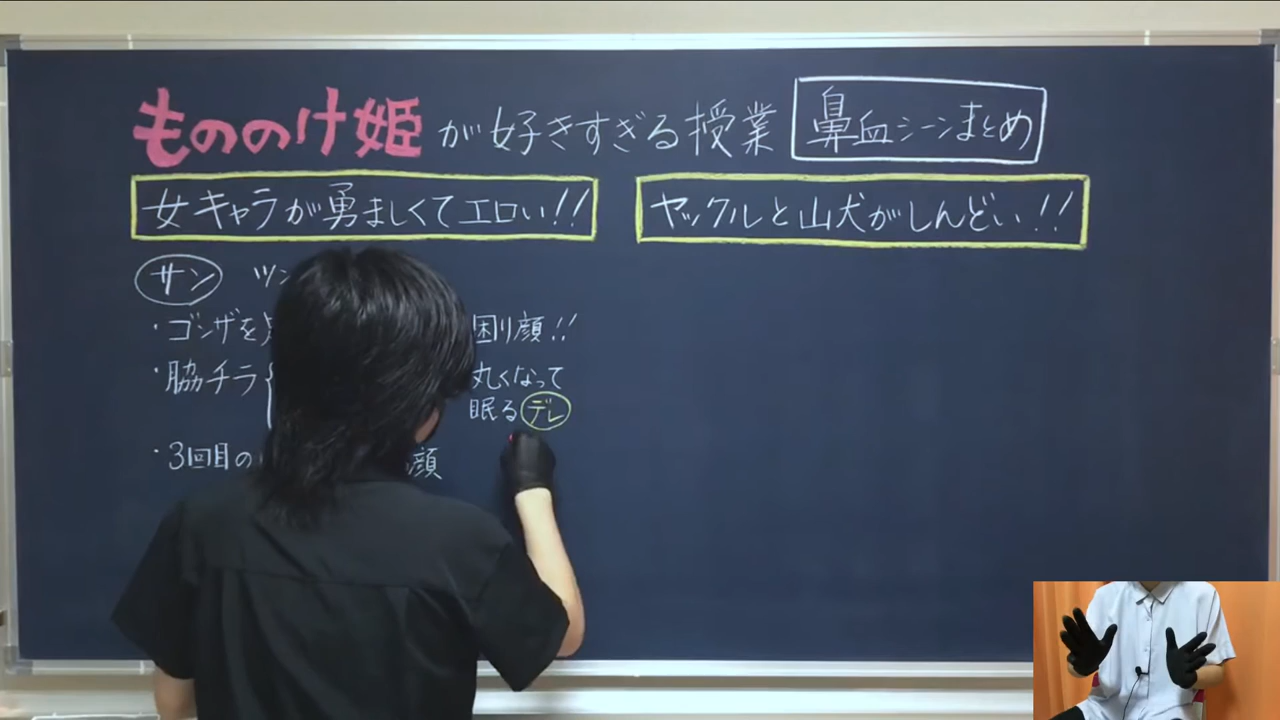 もののけ姫が好きすぎる授業 鼻血シーンまとめ
女キャラが勇ましくてエロい!!
ヤックルと山犬がしんどい!!
サン ツン
・ゴンザを 困り顔!!
・脇チラ 丸くなって
眠る デレ
・3回目の 顔